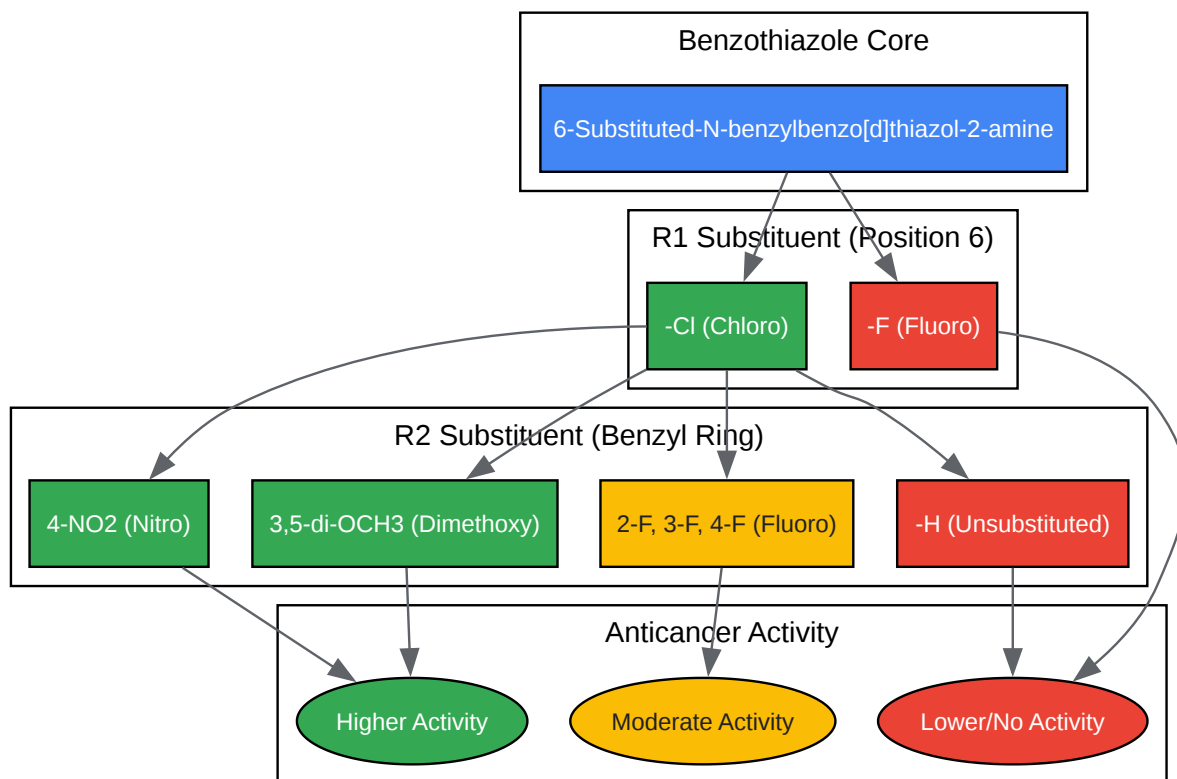 Benzothiazole Core
6-Substituted-N-benzylbenzo[d]thiazol-2-amine
R1 Substituent (Position 6)
-Cl (Chloro)
-F (Fluoro)
R2 Substituent (Benzyl Ring)
4-NO2 (Nitro)
3,5-di-OCH3 (Dimethoxy)
2-F, 3-F, 4-F (Fluoro)
-H (Unsubstituted)
Anticancer Activity
Higher Activity
Moderate Activity
Lower/No Activity